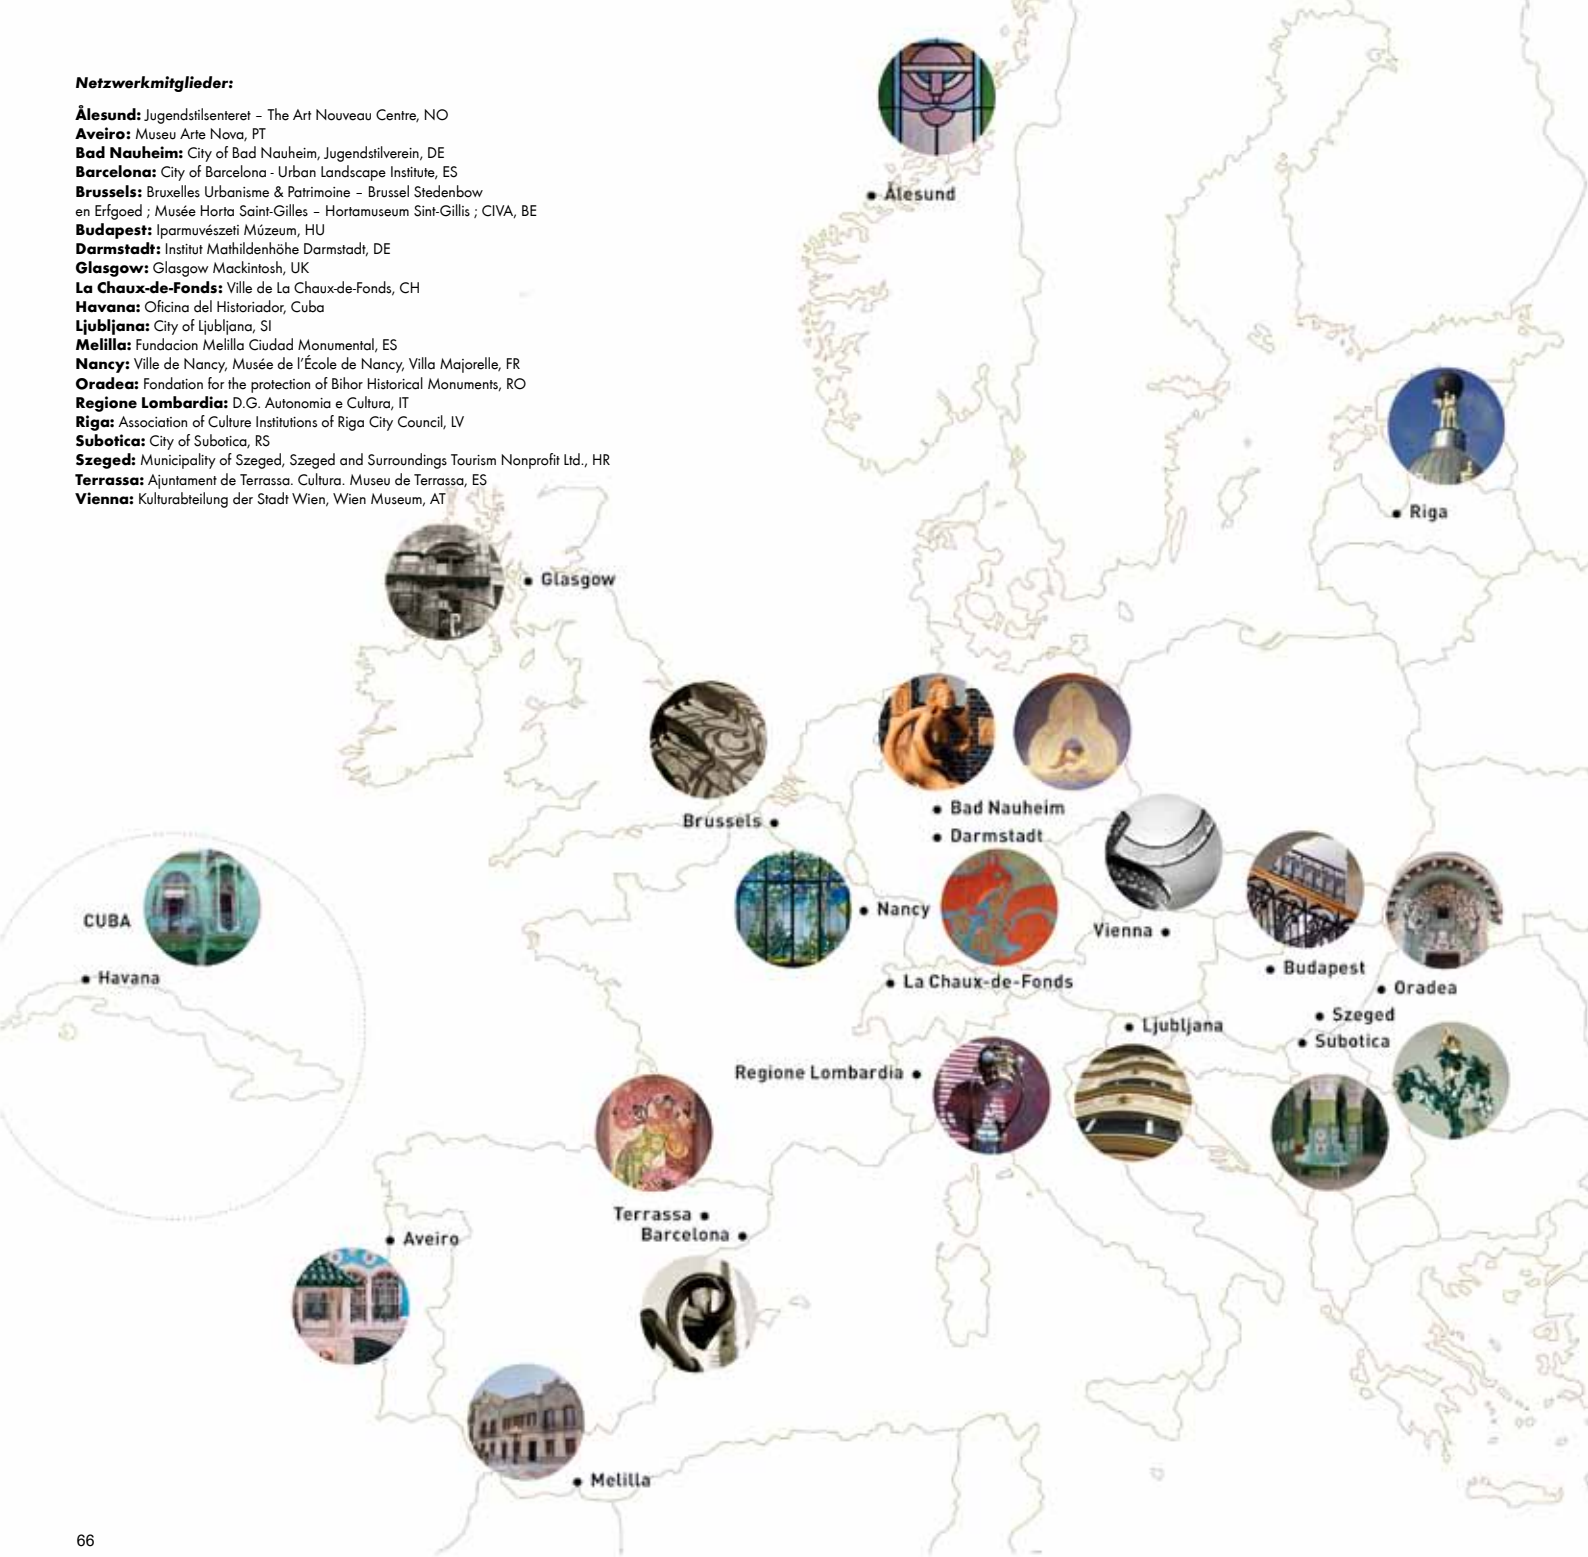 Netzwerkmitglieder:
Ålesund: Jugendstilsenteret – The Art Nouveau Centre, NO
Aveiro: Museu Arte Nova, PT
Bad Nauheim: City of Bad Nauheim, Jugendstilverein, DE
Barcelona: City of Barcelona - Urban Landscape Institute, ES
Brussels: Bruxelles Urbanisme & Patrimoine – Brussel Stedenbow
en Erfgoed ; Musée Horta Saint-Gilles – Hortamuseum Sint-Gillis ; CIVA, BE
Budapest: Iparmuvészeti Múzeum, HU
Darmstadt: Institut Mathildenhöhe Darmstadt, DE
Glasgow: Glasgow Mackintosh, UK
La Chaux-de-Fonds: Ville de La Chaux-de-Fonds, CH
Havana: Oficina del Historiador, Cuba
Ljubljana: City of Ljubljana, SI
Melilla: Fundacion Melilla Ciudad Monumental, ES
Nancy: Ville de Nancy, Musée de l'École de Nancy, Villa Majorelle, FR
Oradea: Fondation for the protection of Bihor Historical Monuments, RO
Regione Lombardia: D.G. Autonomia e Cultura, IT
Riga: Association of Culture Institutions of Riga City Council, LV
Subotica: City of Subotica, RS
Szeged: Municipality of Szeged, Szeged and Surroundings Tourism Nonprofit Ltd., HR
Terrassa: Ajuntament de Terrassa. Cultura. Museu de Terrassa, ES
Vienna: Kulturabteilung der Stadt Wien, Wien Museum, AT
Ålesund
Riga
Glasgow
Bad Nauheim
Brussels
Darmstadt
Nancy
CUBA
Vienna
Budapest
Havana
La Chaux-de-Fonds
Oradea
Szeged
Ljubljana
Subotica
Regione Lombardia
Terrassa
Barcelona
Aveiro
Melilla
66